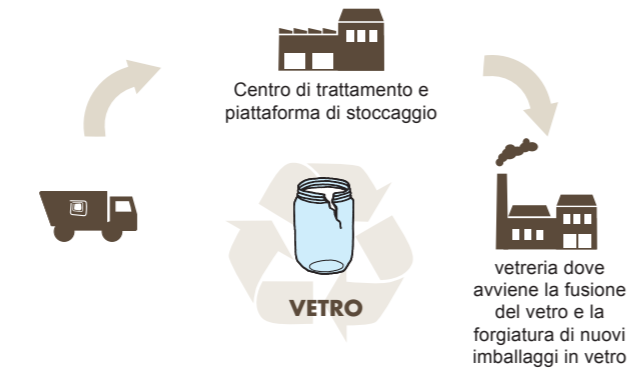 Centro di trattamento e
piattaforma di stoccaggio
VETRO
vetreria dove
avviene la fusione
del vetro e la
forgiatura di nuovi
imballaggi in vetro